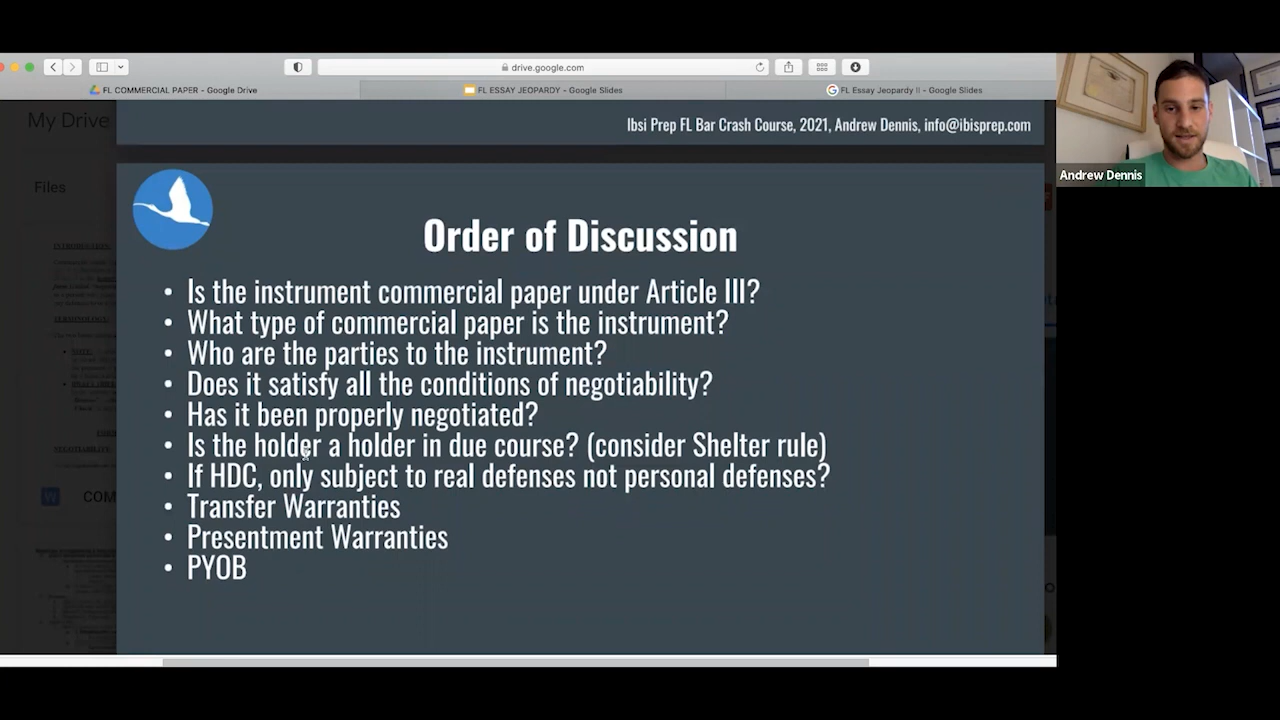 drive.google.com
FL COMMERCIAL PAPER - Google Drive
FL ESSAY JEOPARDY - Google Slides
FL Essay Jeopardy II - Google Slides
My Drive
Ibsi Prep FL Bar Crash Course, 2021, Andrew Dennis, info@ibisprep.com
Andrew Dennis
Files
Order of Discussion
• Is the instrument commercial paper under Article III?
• What type of commercial paper is the instrument?
• Who are the parties to the instrument?
• Does it satisfy all the conditions of negotiability?
• Has it been properly negotiated?
• Is the holder a holder in due course? (consider Shelter rule)
• If HDC, only subject to real defenses not personal defenses?
• Transfer Warranties
• Presentment Warranties
• PYOB
W
COM